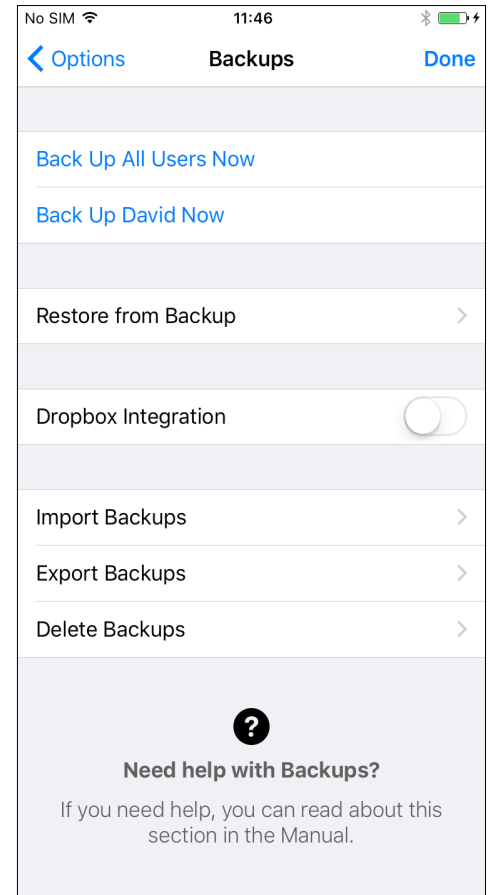 No SIM 11:46
Options Backups Done
Back Up All Users Now
Back Up David Now
Restore from Backup
Dropbox Integration
Import Backups
Export Backups
Delete Backups
?
Need help with Backups?
If you need help, you can read about this
section in the Manual.